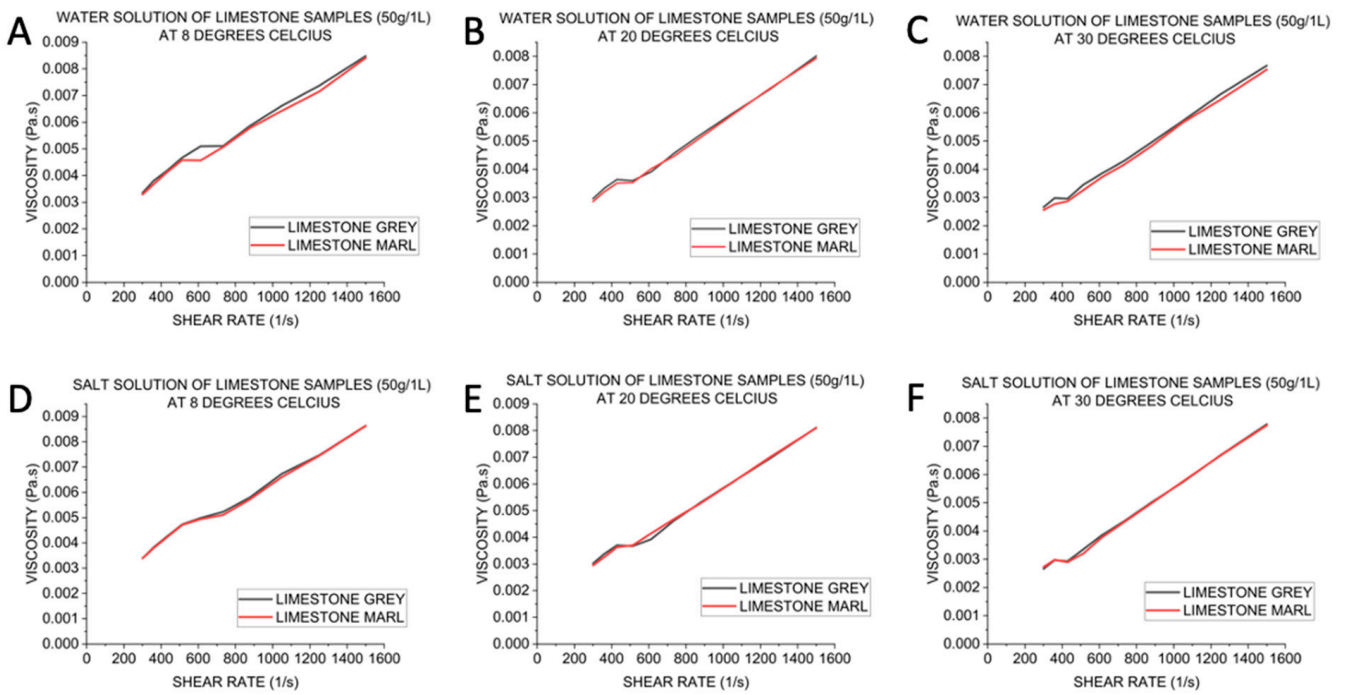 A
WATER SOLUTION OF LIMESTONE SAMPLES (50g/1L)
AT 8 DEGREES CELCIUS
0.009
0.008
0.007
0.006
0.005
0.004
0.003
0.002
0.001
0.000
VISCOSITY (Pa.s)
LIMESTONE GREY
LIMESTONE MARL
0 200 400 600 800 1000 1200 1400 1600
SHEAR RATE (1/s)
B
WATER SOLUTION OF LIMESTONE SAMPLES (50g/1L)
AT 20 DEGREES CELCIUS
0.008
0.007
0.006
0.005
0.004
0.003
0.002
0.001
0.000
VISCOSITY (Pa.s)
LIMESTONE GREY
LIMESTONE MARL
0 200 400 600 800 1000 1200 1400 1600
SHEAR RATE (1/s)
C
WATER SOLUTION OF LIMESTONE SAMPLES (50g/1L)
AT 30 DEGREES CELCIUS
0.008
0.007
0.006
0.005
0.004
0.003
0.002
0.001
0.000
VISCOSITY (Pa.s)
LIMESTONE GREY
LIMESTONE MARL
0 200 400 600 800 1000 1200 1400 1600
SHEAR RATE (1/s)
D
SALT SOLUTION OF LIMESTONE SAMPLES (50g/1L)
AT 8 DEGREES CELCIUS
0.009
0.008
0.007
0.006
0.005
0.004
0.003
0.002
0.001
0.000
VISCOSITY (Pa.s)
LIMESTONE GREY
LIMESTONE MARL
0 200 400 600 800 1000 1200 1400 1600
SHEAR RATE (1/s)
E
SALT SOLUTION OF LIMESTONE SAMPLES (50g/1L)
AT 20 DEGREES CELCIUS
0.009
0.008
0.007
0.006
0.005
0.004
0.003
0.002
0.001
0.000
VISCOSITY (Pa.s)
LIMESTONE GREY
LIMESTONE MARL
0 200 400 600 800 1000 1200 1400 1600
SHEAR RATE (1/s)
F
SALT SOLUTION OF LIMESTONE SAMPLES (50g/1L)
AT 30 DEGREES CELCIUS
0.008
0.007
0.006
0.005
0.004
0.003
0.002
0.001
0.000
VISCOSITY (Pa.s)
LIMESTONE GREY
LIMESTONE MARL
0 200 400 600 800 1000 1200 1400 1600
SHEAR RATE (1/s)